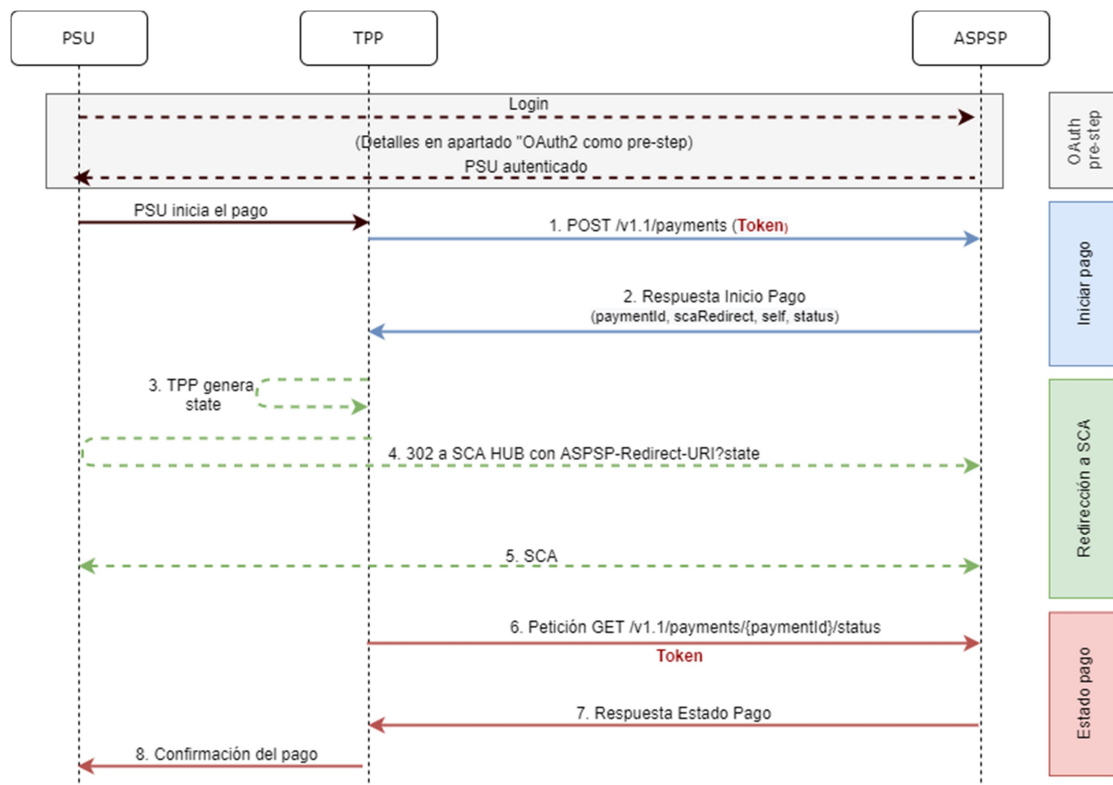 PSU
TPP
ASPSP
Login
(Detalles en apartado "OAuth2 como pre-step)
PSU autenticado
OAuth
pre-step
PSU inicia el pago
1. POST /v1.1/payments (Token)
2. Respuesta Inicio Pago
(paymentId, scaRedirect, self, status)
Iniciar pago
3. TPP genera
state
4. 302 a SCA HUB con ASPSP-Redirect-URI?state
5. SCA
Redirección a SCA
6. Petición GET /v1.1/payments/{paymentId}/status
Token
7. Respuesta Estado Pago
8. Confirmación del pago
Estado pago